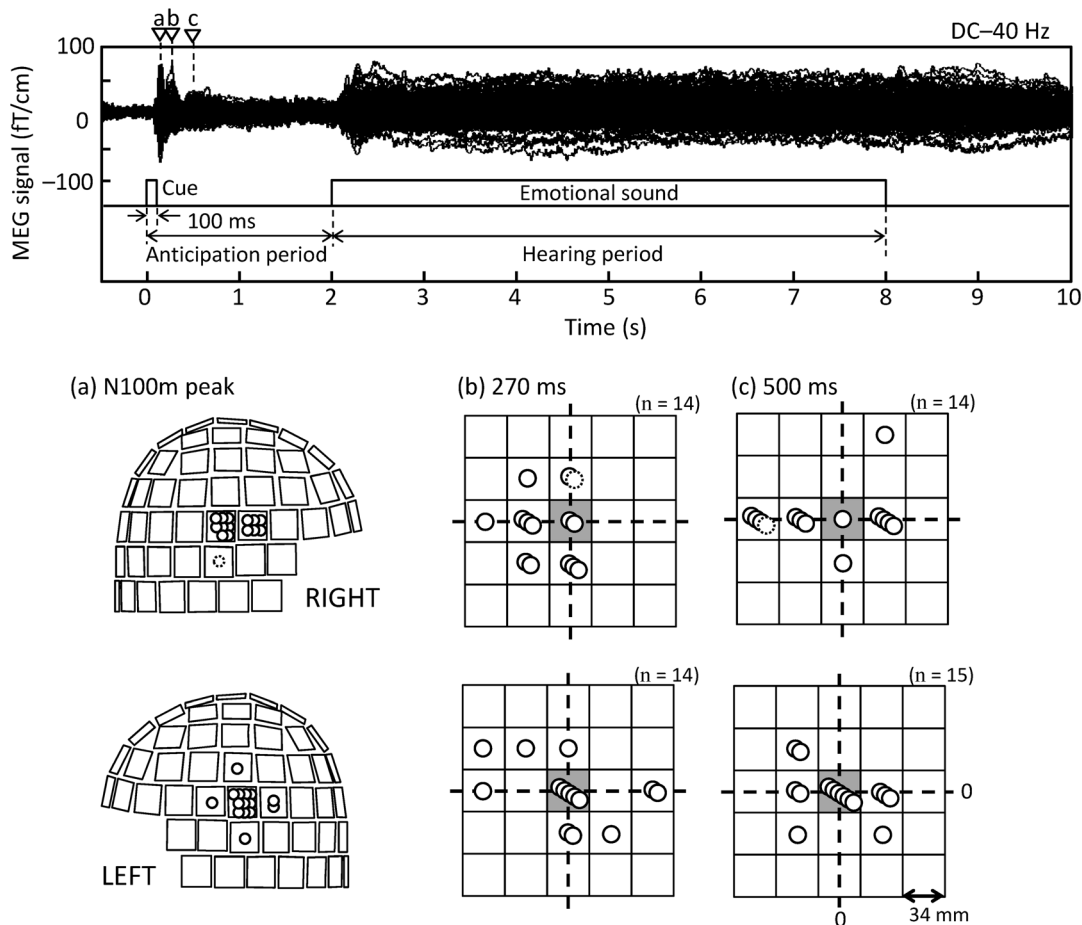 a b c
DC–40 Hz
100
0
–100
MEG signal (fT/cm)
Cue
Emotional sound
100 ms
Anticipation period
Hearing period
0 1 2 3 4 5 6 7 8 9 10
Time (s)
(a) N100m peak
(b) 270 ms
(c) 500 ms
(n = 14)
(n = 14)
RIGHT
(n = 14)
(n = 15)
0
LEFT
34 mm
0